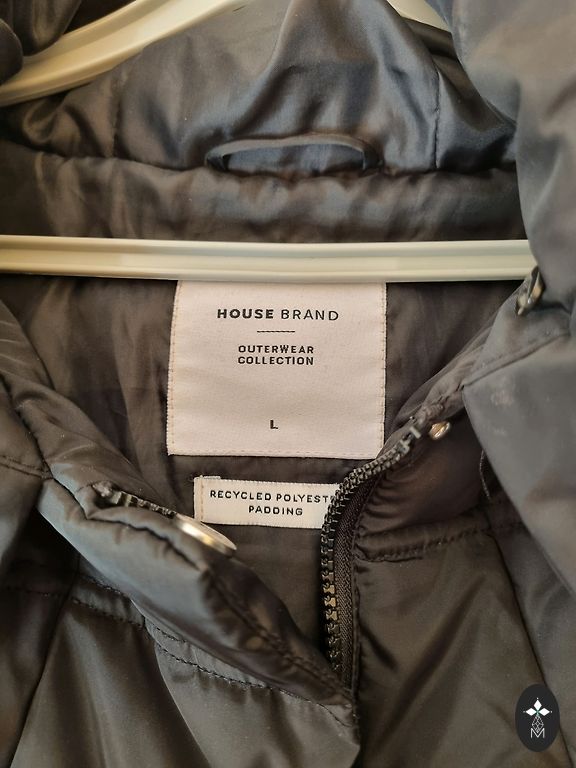 HOUSE BRAND
OUTERWEAR
COLLECTION
L
RECYCLED POLYEST
PADDING
M